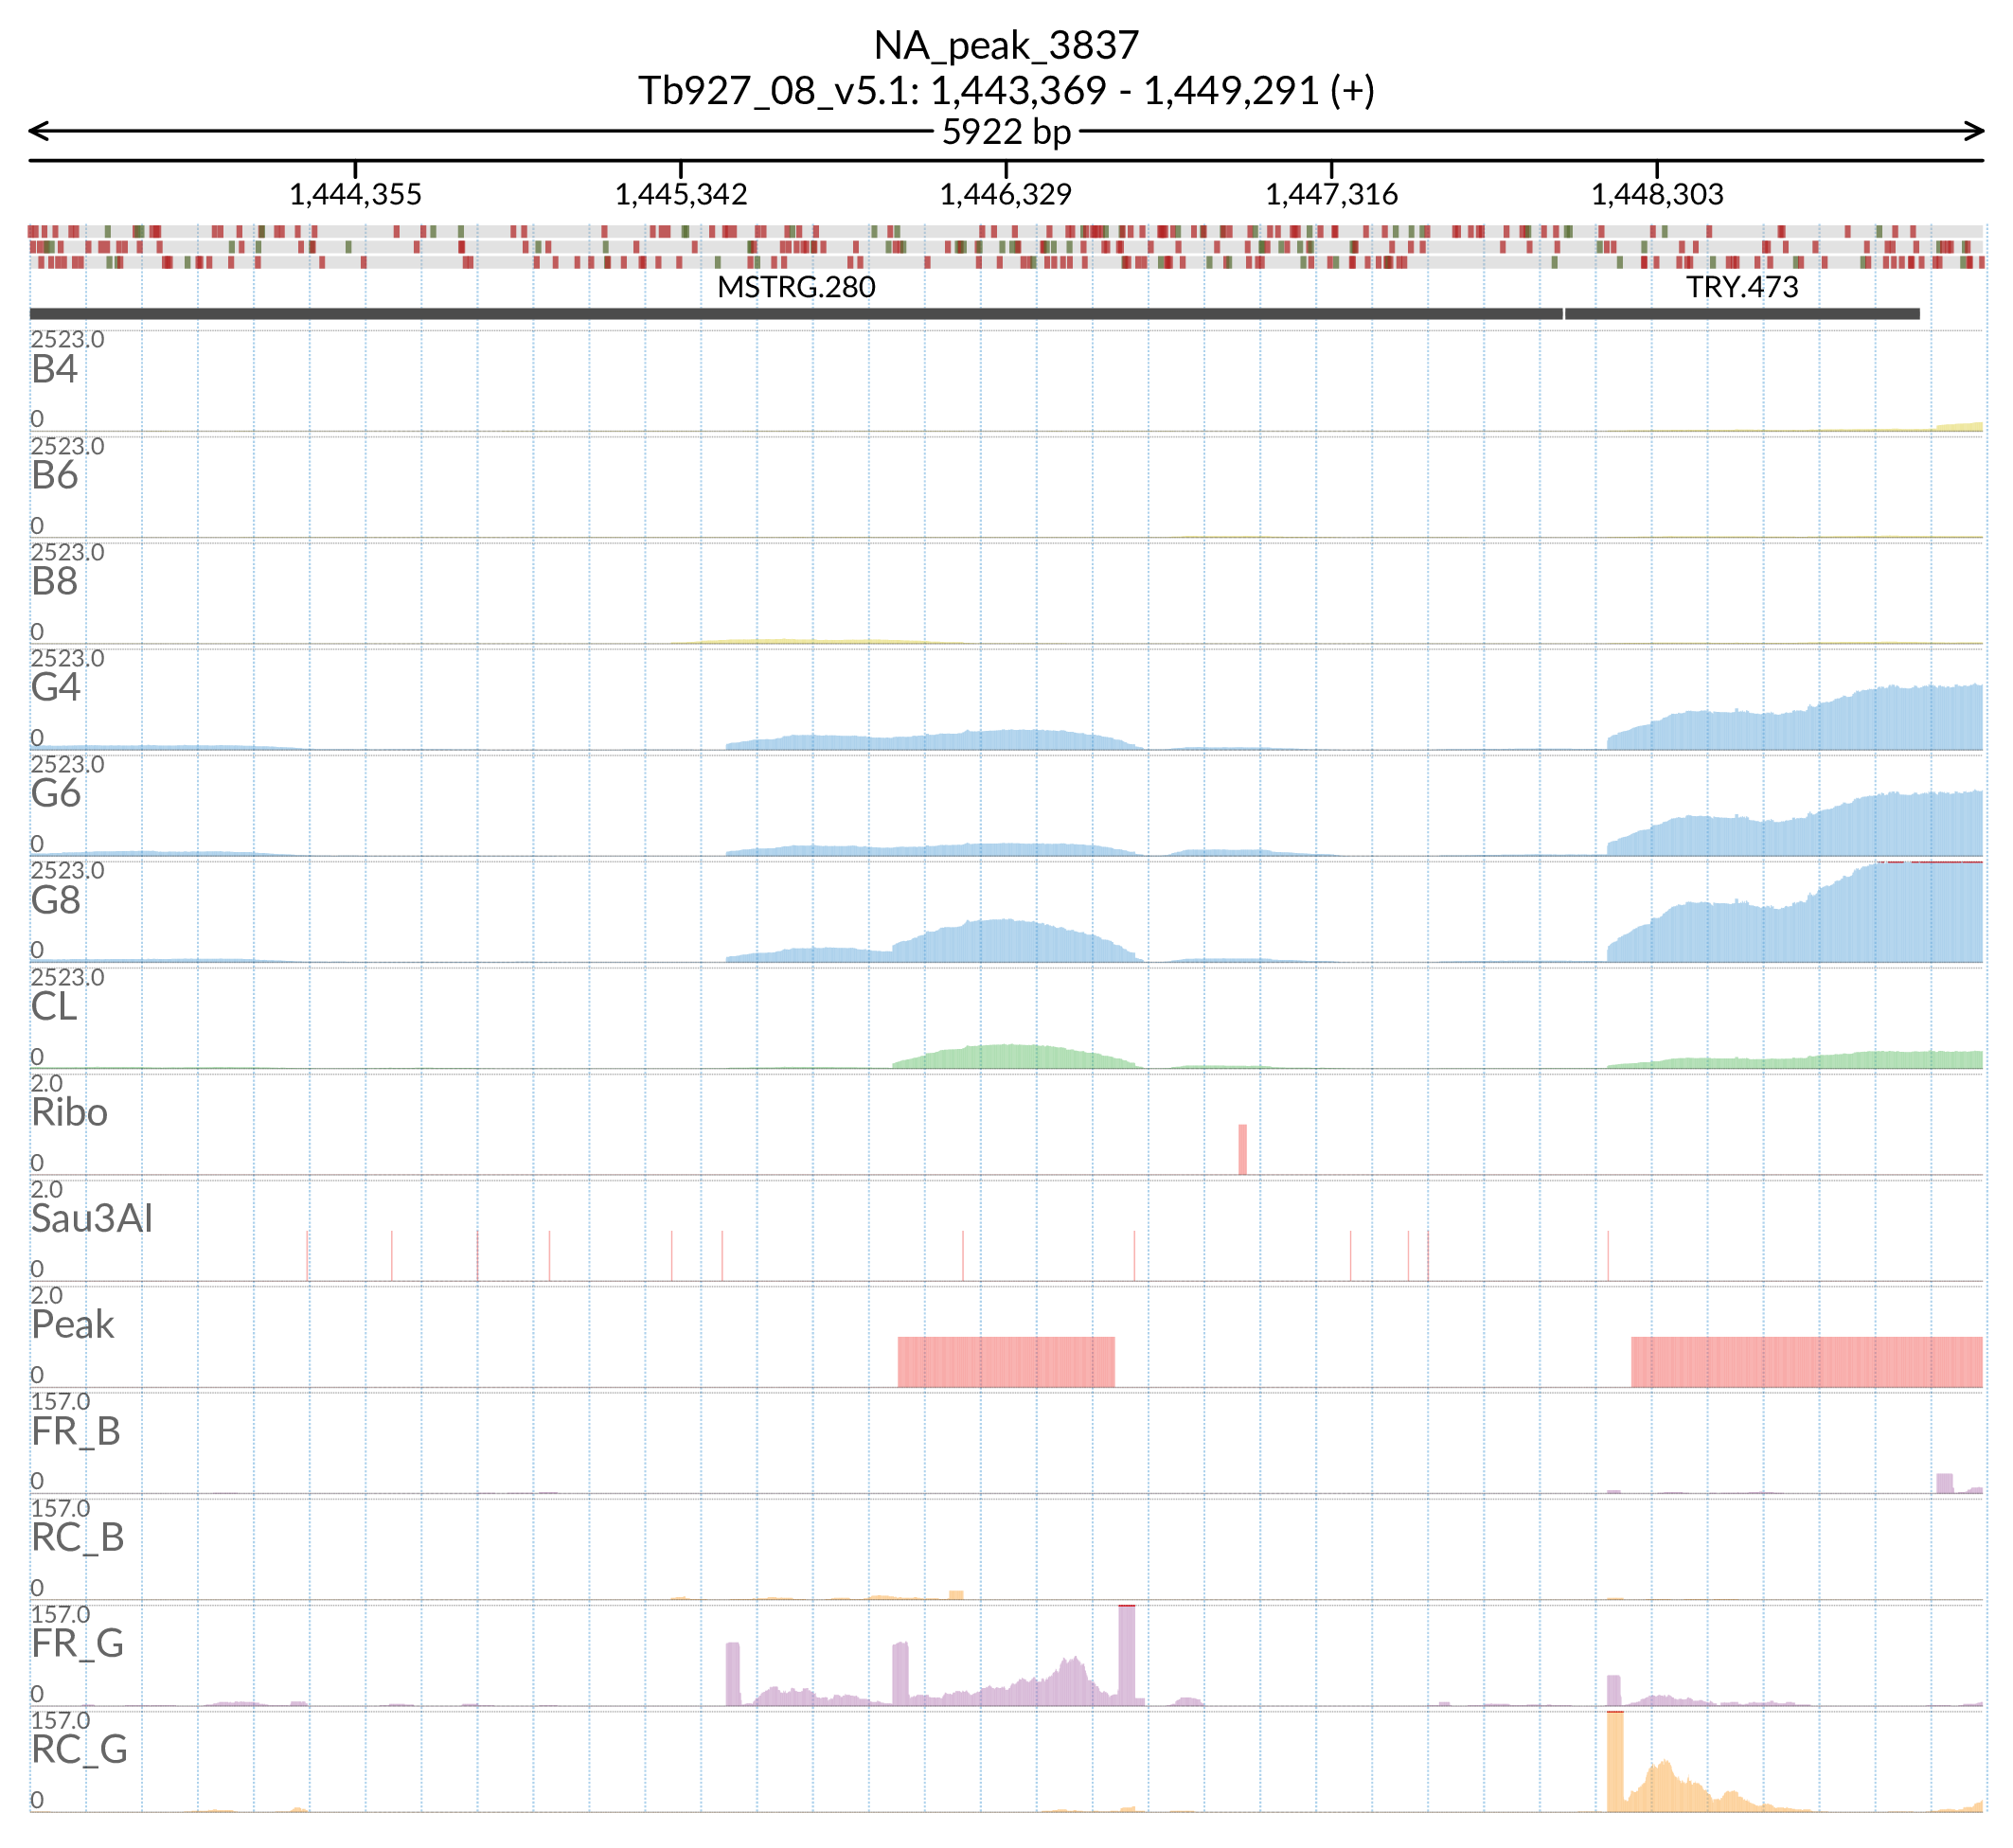 NA_peak_3837
Tb927_08_v5.1: 1,443,369 - 1,449,291 (+)
5922 bp
1,444,355 1,445,342 1,446,329 1,447,316 1,448,303
MSTRG.280 TRY.473
2523.0
B4
0
2523.0
B6
0
2523.0
B8
0
2523.0
G4
0
2523.0
G6
0
2523.0
G8
0
2523.0
CL
0
2.0
Ribo
0
2.0
Sau3AI
0
2.0
Peak
0
157.0
FR_B
0
157.0
RC_B
0
157.0
FR_G
0
157.0
RC_G
0